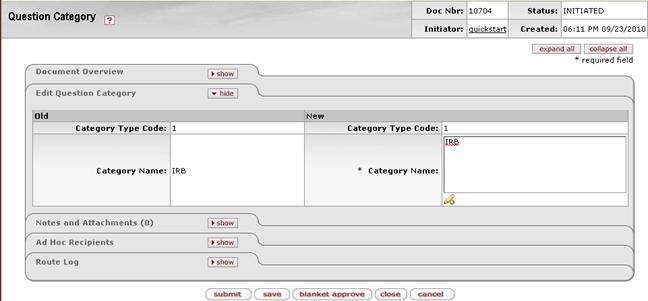 Question Category ?
Doc Nbr: 10704 Status: INITIATED
Initiator: quickstart Created: 06:11 PM 09/23/2010
expand all collapse all
* required field
Document Overview show
Edit Question Category hide
Old New
Category Type Code: 1 Category Type Code: 1
Category Name: IRB * Category Name: IRB
Notes and Attachments (0) show
Ad Hoc Recipients show
Route Log show
submit save blanket approve close cancel